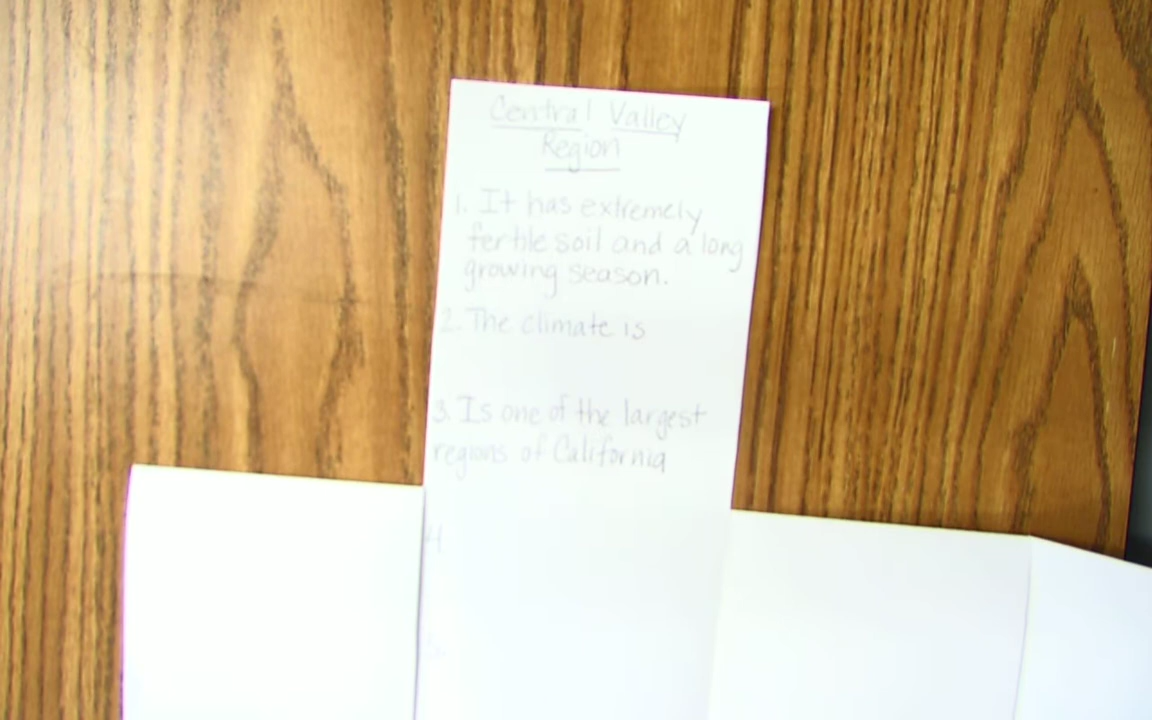 Central Valley
Region
1. It has extremely
fertile soil and a long
growing season.
2. The climate is
3. Is one of the largest
regions of California
4